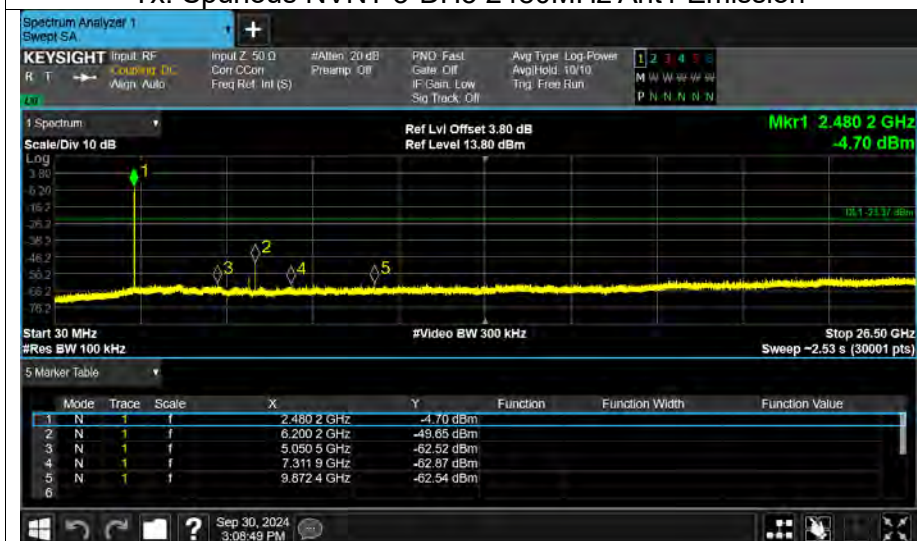 Tx. Spurious NVNT 3-DH5 2480MHz Ant1 Emission
Spectrum Analyzer 1
Swept SA
KEYSIGHT Input: RF
Coupling: DC
Align: Auto
R T
Input Z: 50 Ω
Corr CCorr
Freq Ref: Int (S)
#Atten: 20 dB
Preamp: Off
PNO: Fast
Gate: Off
IF Gain: Low
Sig Track: Off
Avg Type: Log-Power
Avg|Hold: 10/10
Trig: Free Run
1 2 3 4 5 6
M W W W W W
P N N N N N
1 Spectrum
Scale/Div 10 dB
Ref Lvl Offset 3.80 dB
Ref Level 13.80 dBm
Mkr1 2.480 2 GHz
-4.70 dBm
Log
3.80
-6.20
-16.2
-26.2
-36.2
-46.2
-56.2
-66.2
-76.2
1
2
3
4
5
Start 30 MHz
#Video BW 300 kHz
Stop 26.50 GHz
#Res BW 100 kHz
Sweep ~2.53 s (30001 pts)
5 Marker Table
Mode Trace Scale X Y Function Function Width Function Value
1 N 1 f 2.480 2 GHz -4.70 dBm
2 N 1 f 6.200 2 GHz -49.65 dBm
3 N 1 f 5.050 5 GHz -62.52 dBm
4 N 1 f 7.311 9 GHz -62.87 dBm
5 N 1 f 9.872 4 GHz -62.54 dBm
6
Sep 30, 2024
3:08:49 PM